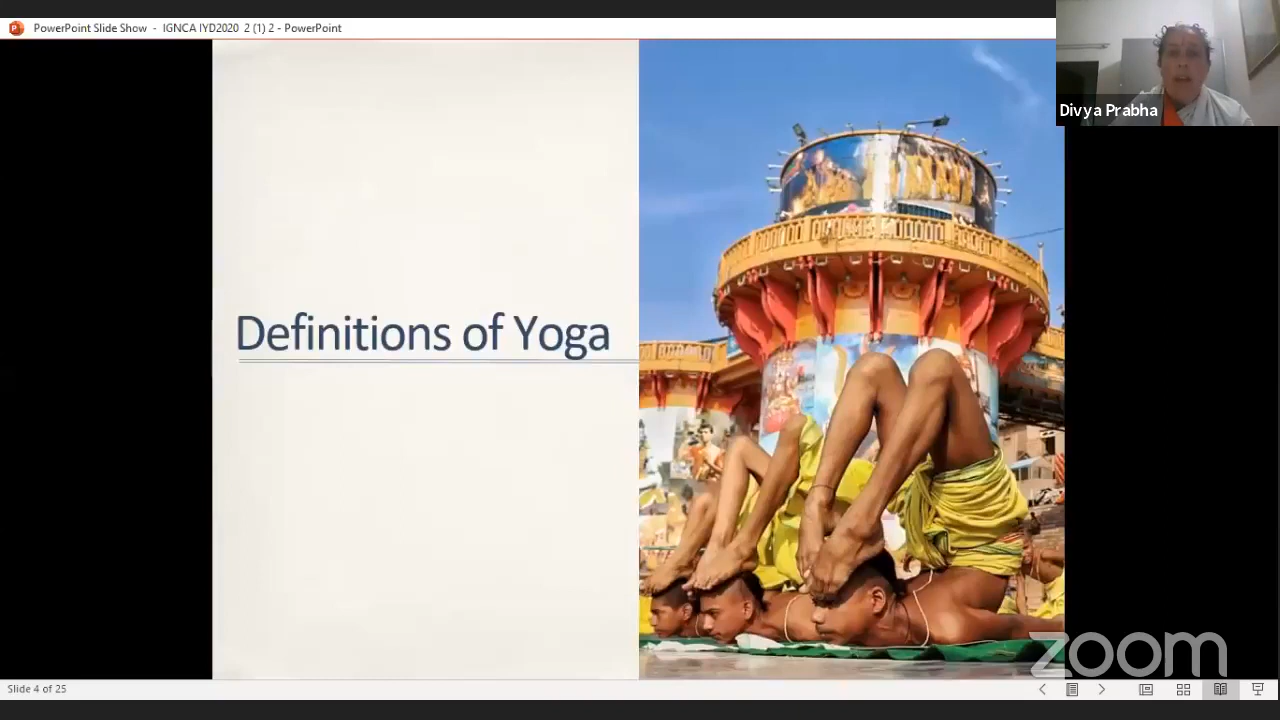 PowerPoint Slide Show - IGNCA IYD2020 2 (1) 2 - PowerPoint
Divya Prabha
Definitions of Yoga
zoom
Slide 4 of 25